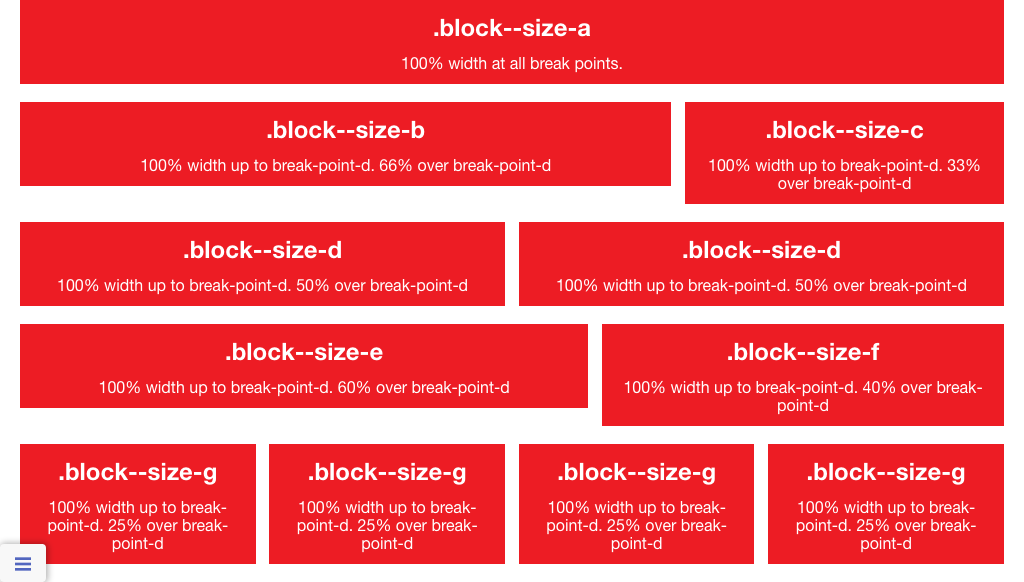 .block--size-a
100% width at all break points.
.block--size-b
100% width up to break-point-d. 66% over break-point-d
.block--size-c
100% width up to break-point-d. 33%
over break-point-d
.block--size-d
100% width up to break-point-d. 50% over break-point-d
.block--size-d
100% width up to break-point-d. 50% over break-point-d
.block--size-e
100% width up to break-point-d. 60% over break-point-d
.block--size-f
100% width up to break-point-d. 40% over break-
point-d
.block--size-g
100% width up to break-
point-d. 25% over break-
point-d
.block--size-g
100% width up to break-
point-d. 25% over break-
point-d
.block--size-g
100% width up to break-
point-d. 25% over break-
point-d
.block--size-g
100% width up to break-
point-d. 25% over break-
point-d